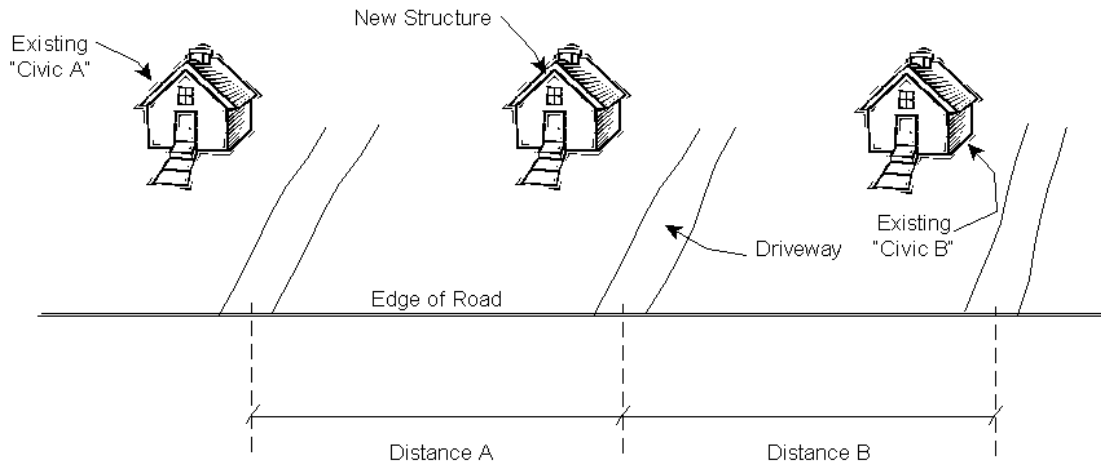 New Structure
Existing
"Civic A"
Existing
"Civic B"
Driveway
Edge of Road
Distance A
Distance B